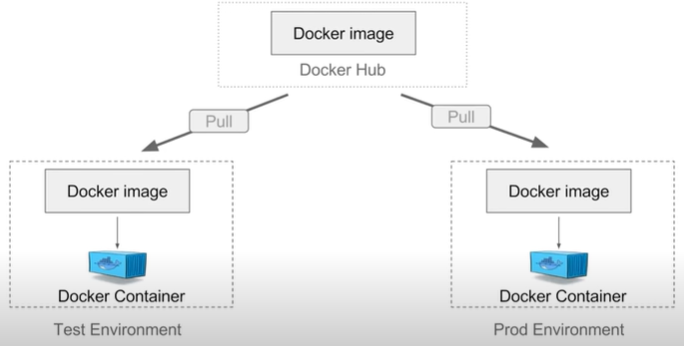 Docker image
Docker Hub
Pull
Pull
Docker image
Docker Container
Test Environment
Docker image
Docker Container
Prod Environment